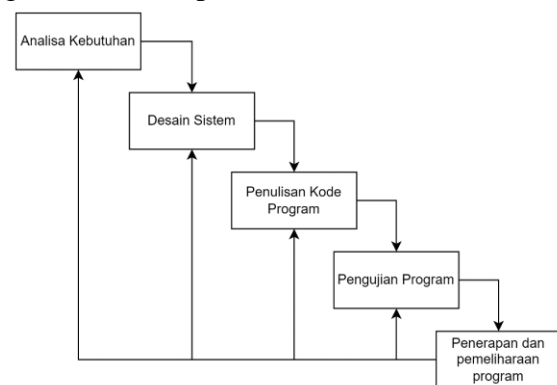 Analisa Kebutuhan
Desain Sistem
Penulisan Kode
Program
Pengujian Program
Penerapan dan
pemeliharaan
program